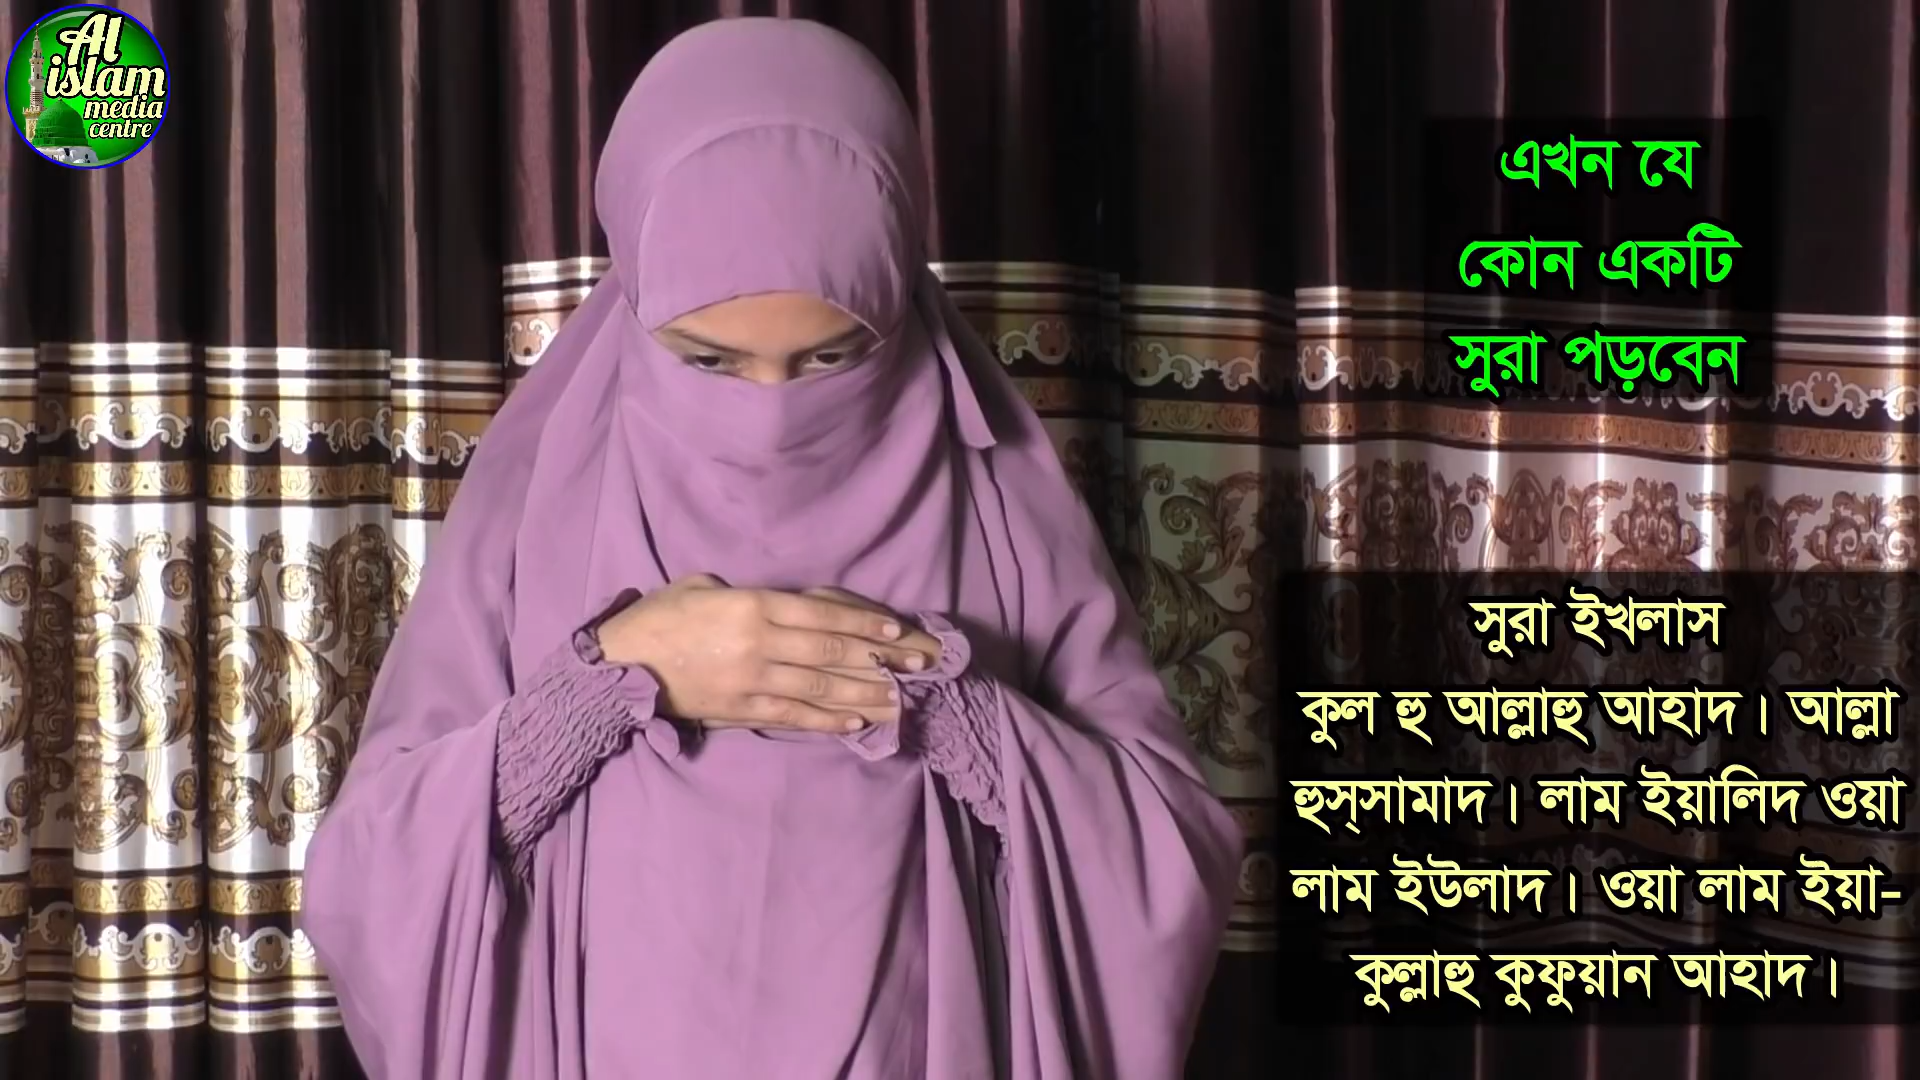 Al
islam
media
centre
এখন যে
কোন একটি
সুরা পড়বেন
সুরা ইখলাস
কুল হু আল্লাহু আহাদ। আল্লা
হুস্‌সামাদ। লাম ইয়ালিদ ওয়া
লাম ইউলাদ। ওয়া লাম ইয়া-
কুল্লাহু কুফুয়ান আহাদ।